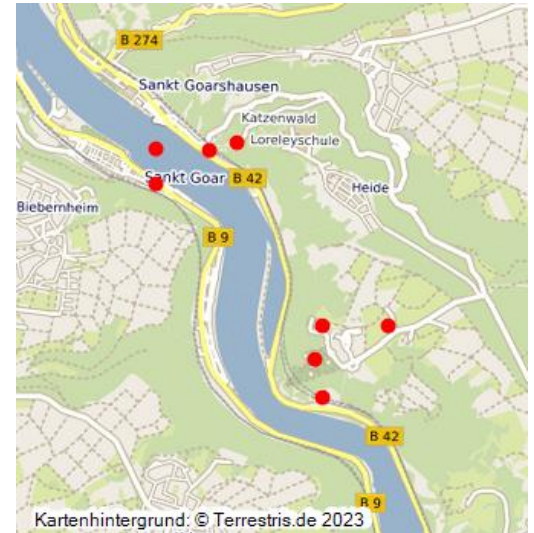 B 274
Sankt Goarshausen
Katzenwald
Loreleyschule
Sankt Goar
B 42
Heide
Biebernheim
B 9
B 42
B 9
Kartenhintergrund: © Terrestris.de 2023